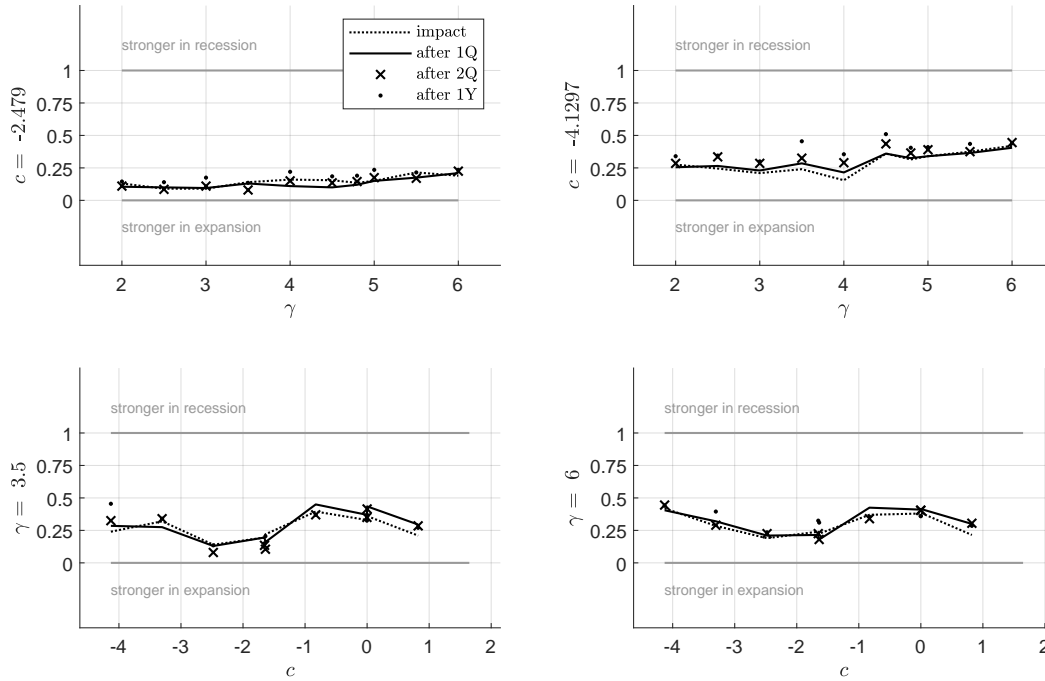 stronger in recession
impact
after 1Q
after 2Q
after 1Y
1
0.75
0.5
0.25
0
c = -2.479
stronger in expansion
2 3 4 5 6
γ
stronger in recession
1
0.75
0.5
0.25
0
c = -4.1297
stronger in expansion
2 3 4 5 6
γ
stronger in recession
1
0.75
0.5
0.25
0
γ = 3.5
stronger in expansion
-4 -3 -2 -1 0 1 2
c
stronger in recession
1
0.75
0.5
0.25
0
γ = 6
stronger in expansion
-4 -3 -2 -1 0 1 2
c